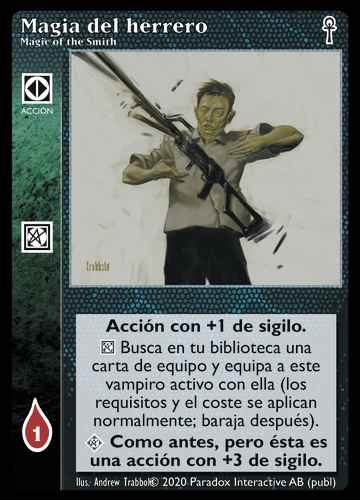 Magia del herrero
Magic of the Smith
ACCIÓN
Trabbold
Acción con +1 de sigilo.
Busca en tu biblioteca una
carta de equipo y equipa a este
vampiro activo con ella (los
requisitos y el coste se aplican
normalmente; baraja después).
Como antes, pero ésta es
una acción con +3 de sigilo.
1
Ilus: Andrew Trabbold © 2020 Paradox Interactive AB (publ)